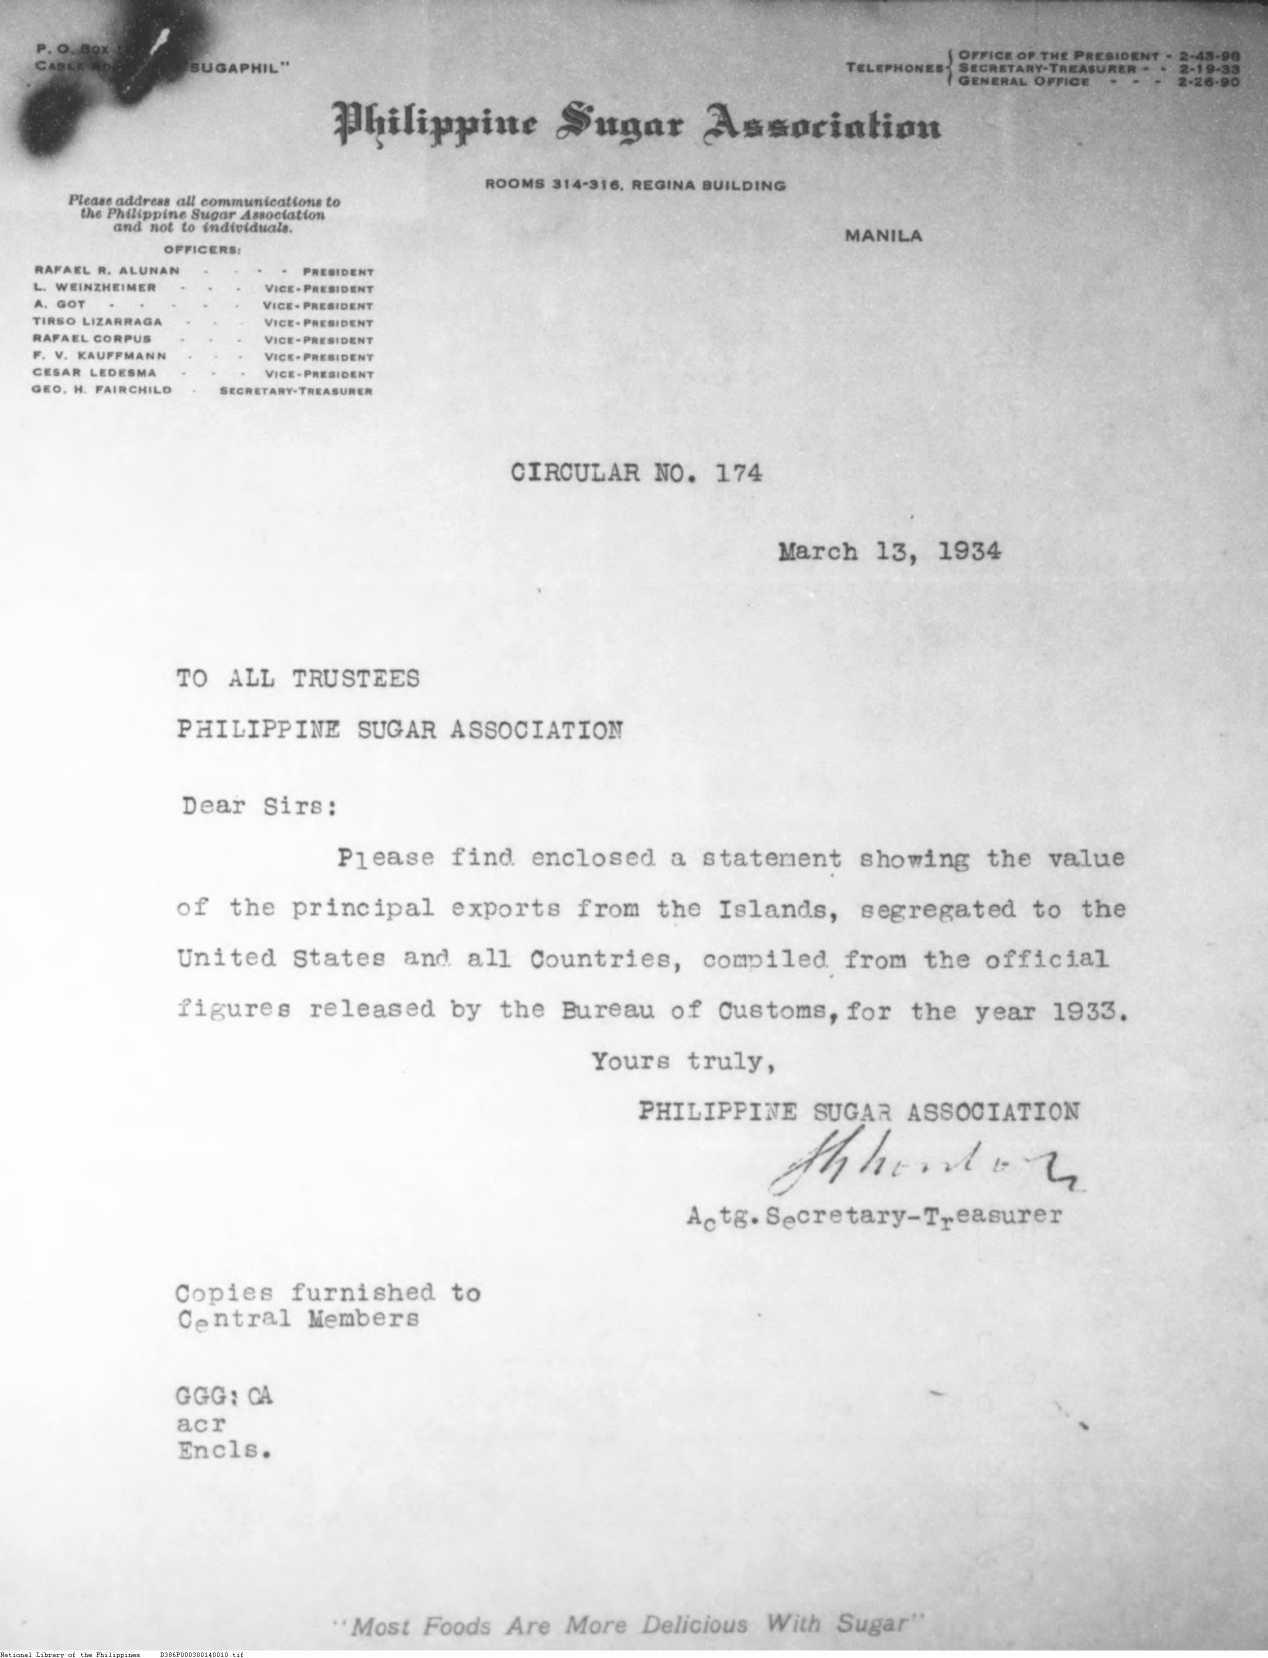 P. O. Box
"SUGAPHIL"
TELEPHONES
OFFICE OF THE PRESIDENT - 2-43-98
SECRETARY-TREASURER - - 2-19-33
GENERAL OFFICE - - - 2-26-90
Philippine Sugar Association
ROOMS 314-316, REGINA BUILDING
MANILA
Please address all communications to
the Philippine Sugar Association
and not to individuals.
OFFICERS:
RAFAEL R. ALUNAN - - - - PRESIDENT
L. WEINZHEIMER - - - VICE-PRESIDENT
A. GOT - - - - - VICE-PRESIDENT
TIRSO LIZARRAGA - - - VICE-PRESIDENT
RAFAEL CORPUS - - - VICE-PRESIDENT
F. V. KAUFFMANN - - - VICE-PRESIDENT
CESAR LEDESMA - - - VICE-PRESIDENT
GEO. H. FAIRCHILD - SECRETARY-TREASURER
CIRCULAR NO. 174
March 13, 1934
TO ALL TRUSTEES
PHILIPPINE SUGAR ASSOCIATION
Dear Sirs:
Please find enclosed a statement showing the value
of the principal exports from the Islands, segregated to the
United States and all Countries, compiled from the official
figures released by the Bureau of Customs, for the year 1933.
Yours truly,
PHILIPPINE SUGAR ASSOCIATION
Actg. Secretary-Treasurer
Copies furnished to
Central Members
GGG: CA
acr
Encls.
"Most Foods Are More Delicious With Sugar"
National Library of the Philippines D386P000300140010.tif